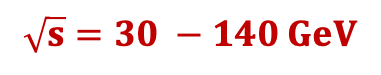 √s = 30 − 140 GeV